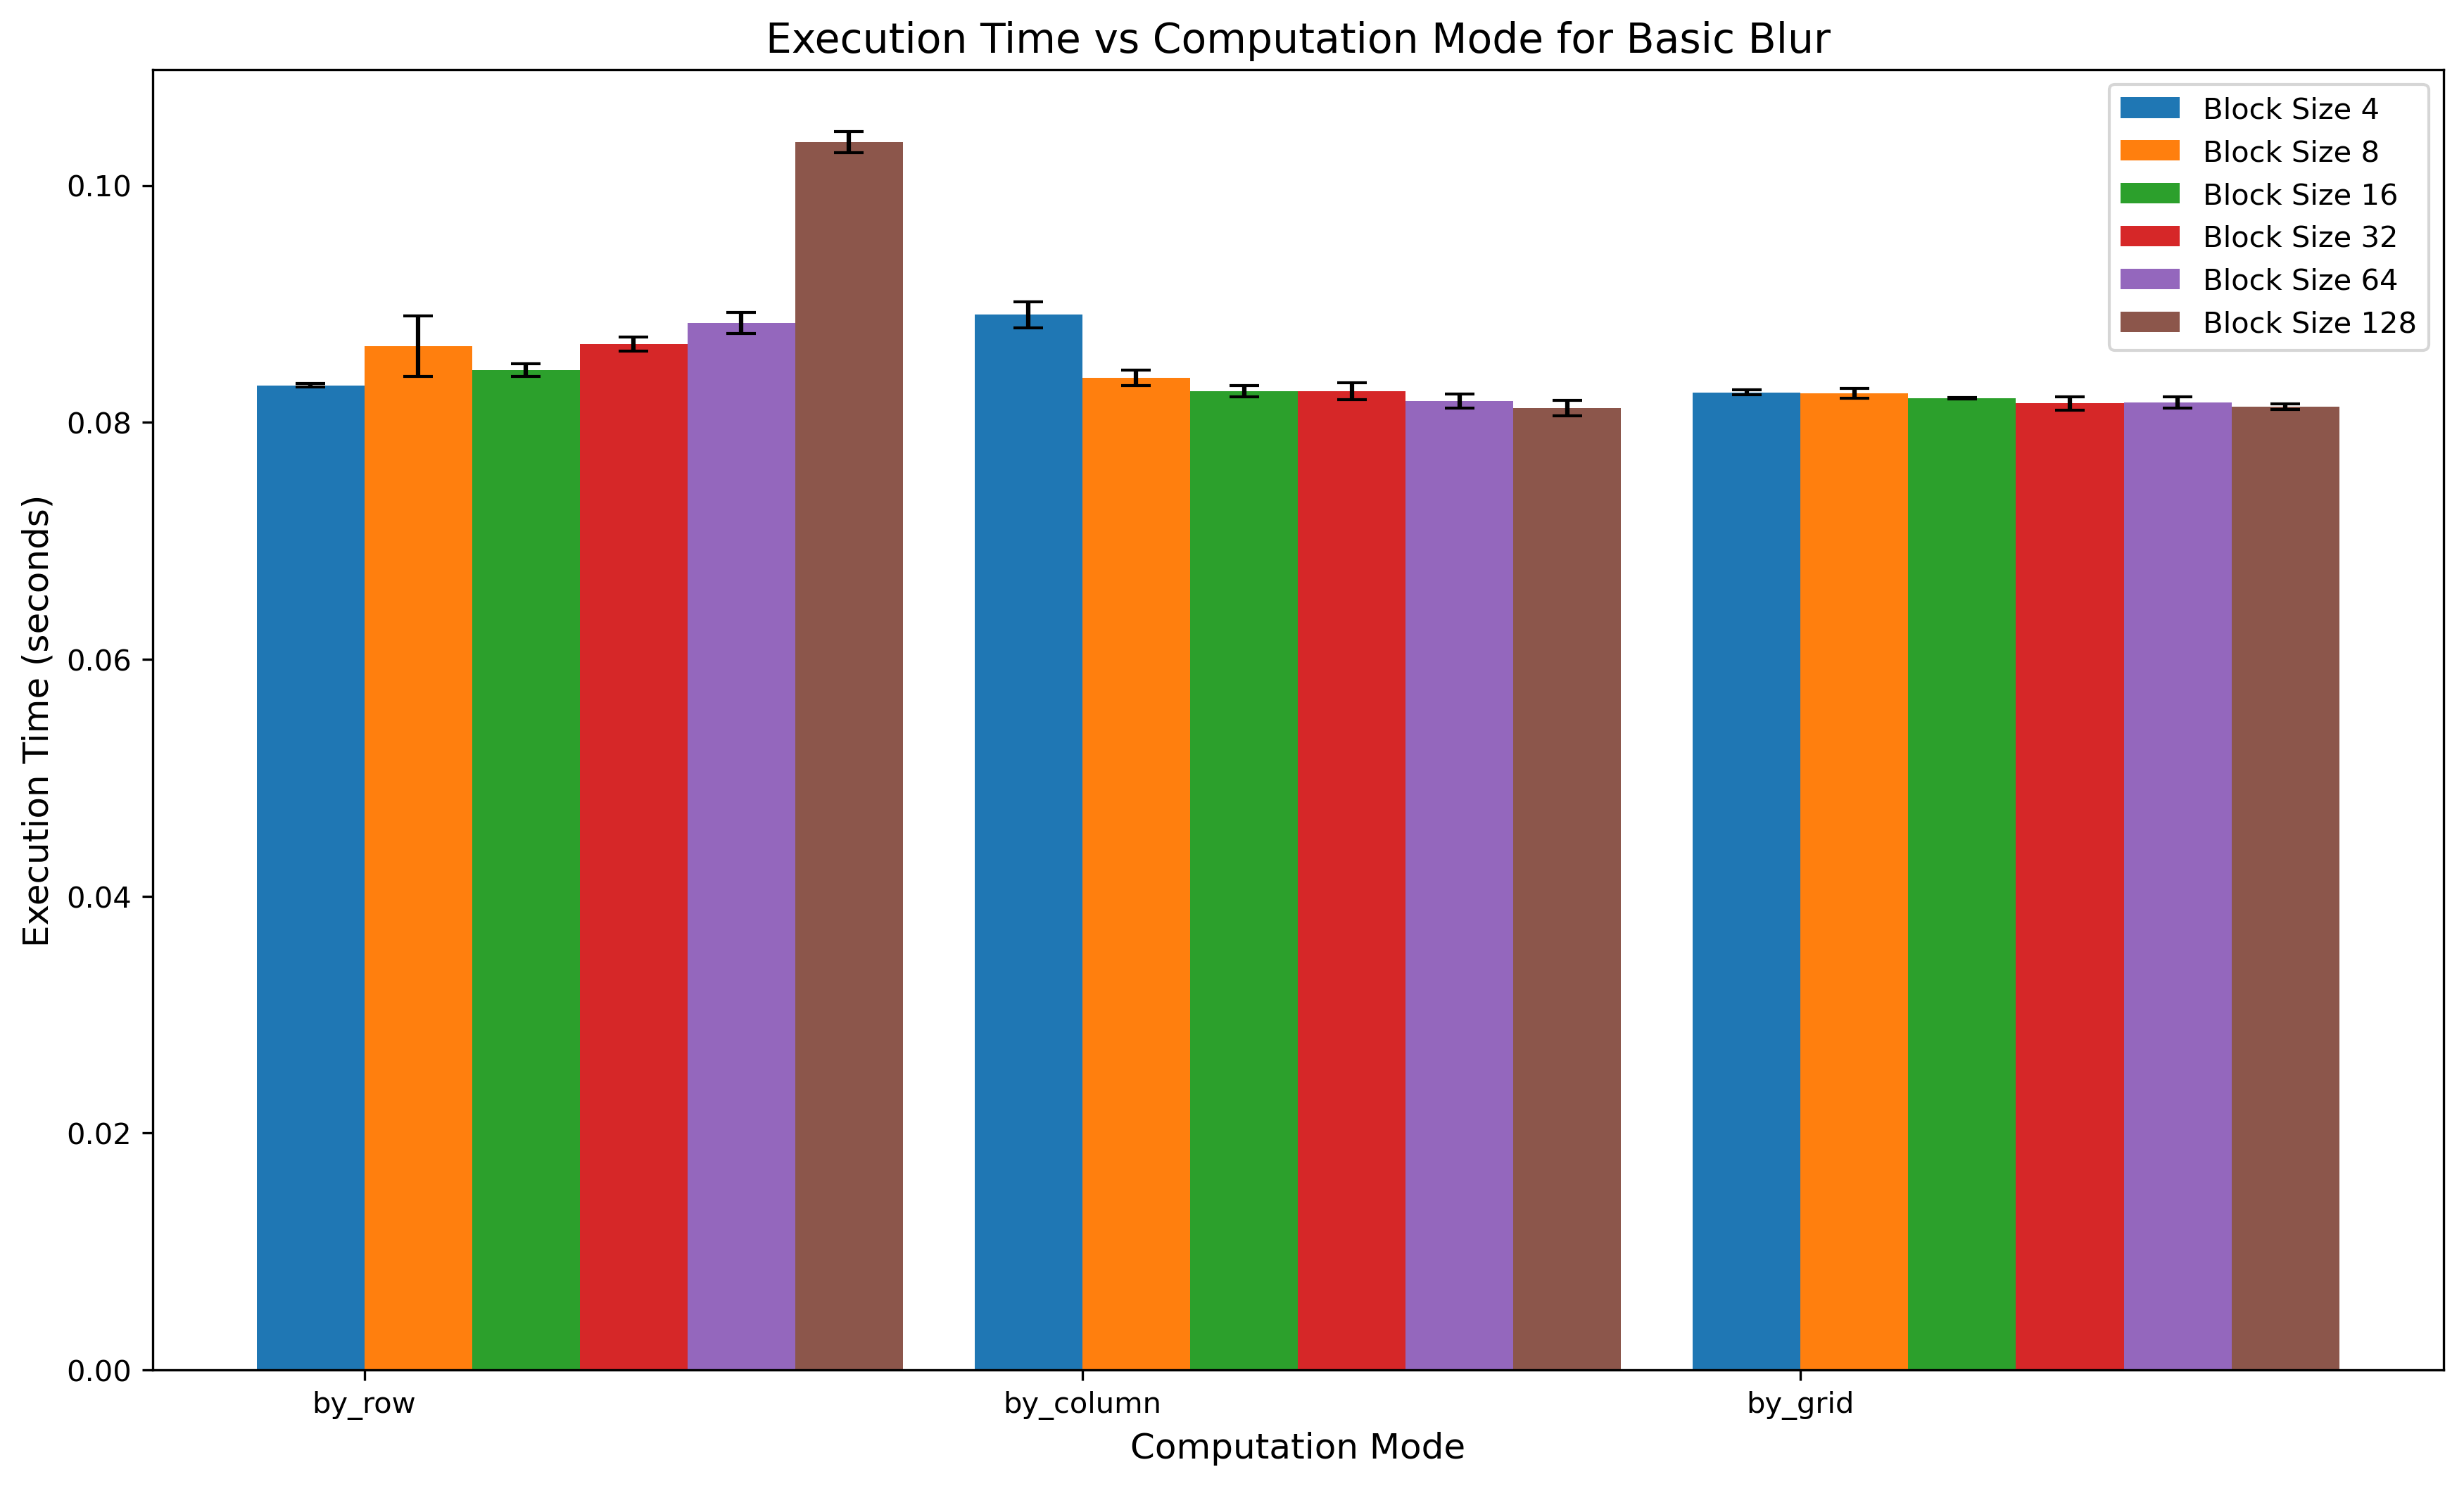 Execution Time vs Computation Mode for Basic Blur
Block Size 4
Block Size 8
Block Size 16
Block Size 32
Block Size 64
Block Size 128
Execution Time (seconds)
0.10
0.08
0.06
0.04
0.02
0.00
by_row
by_column
by_grid
Computation Mode